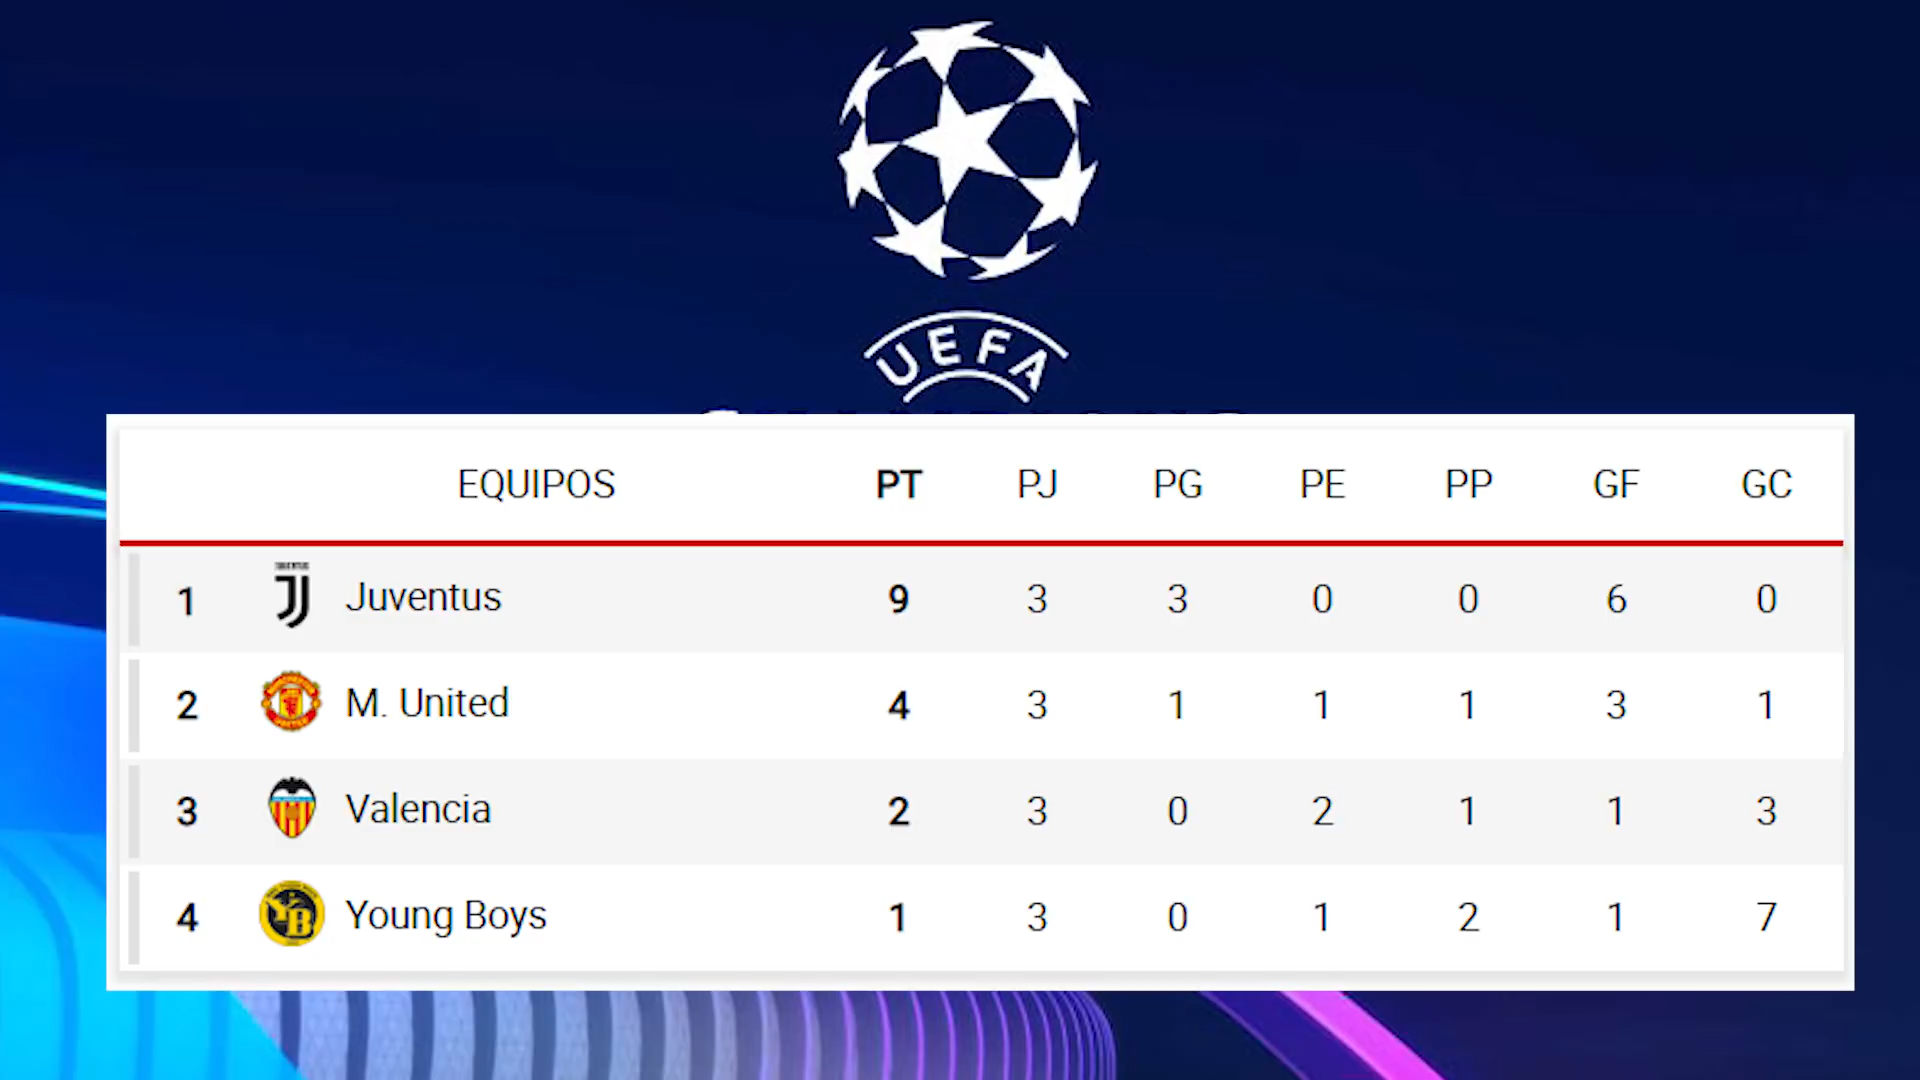 UEFA
EQUIPOS PT PJ PG PE PP GF GC
1 Juventus 9 3 3 0 0 6 0
2 M. United 4 3 1 1 1 3 1
3 Valencia 2 3 0 2 1 1 3
4 Young Boys 1 3 0 1 2 1 7